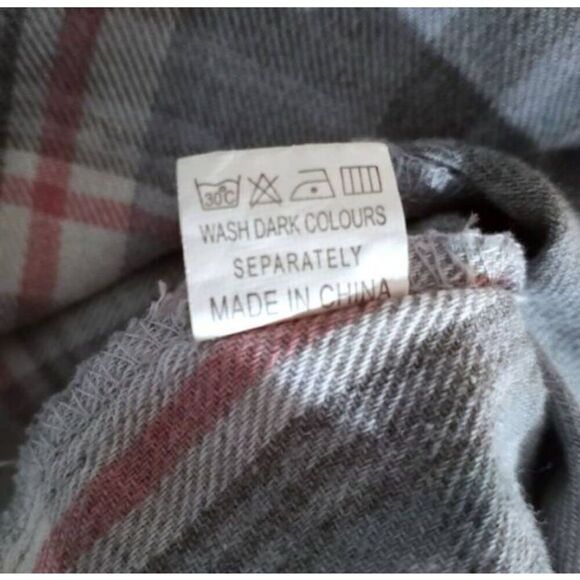 30°C
WASH DARK COLOURS
SEPARATELY
MADE IN CHINA